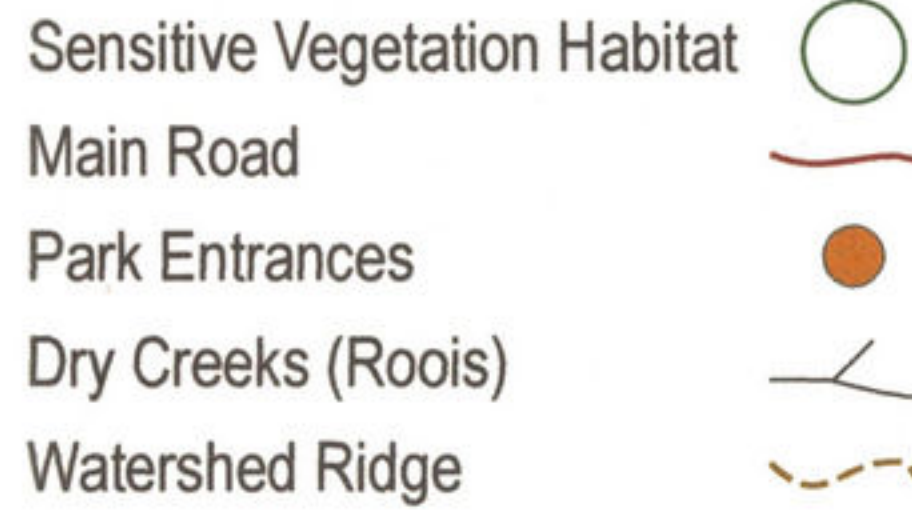 Sensitive Vegetation Habitat
Main Road
Park Entrances
Dry Creeks (Roois)
Watershed Ridge